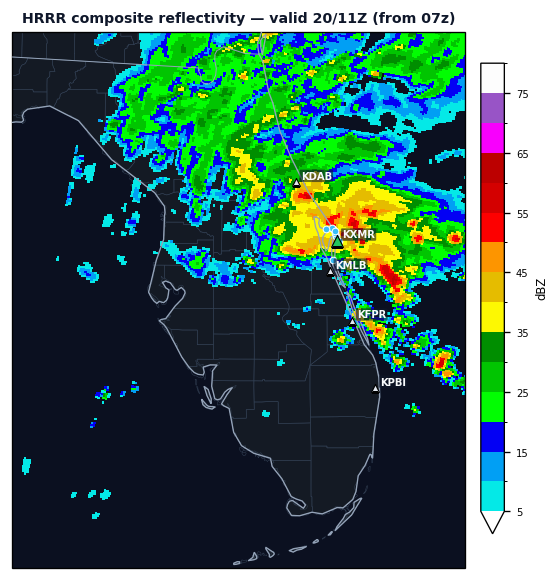 HRRR composite reflectivity — valid 20/11Z (from 07z)
75
65
55
45
35
25
15
5
dBZ
KDAB
KXMR
KMLB
KFPR
KPBI